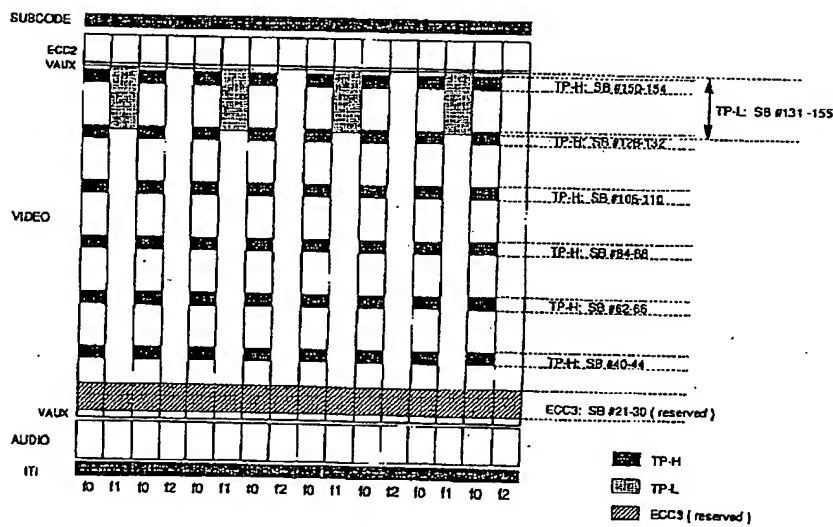 SUBCODE
ECC2
VAUX
TP-H: SB #150-154
TP-L: SB #131-155
TP-H: SB #128-132
TP-H: SB #106-110
VIDEO
TP-H: SB #84-88
TP-H: SB #62-66
TP-H: SB #40-44
VAUX
ECC3: SB #21-30 ( reserved )
AUDIO
ITI
f0 f1 f0 f2 f0 f1 f0 f2 f0 f1 f0 f2 f0 f1 f0 f2
TP-H
TP-L
ECC3 ( reserved )